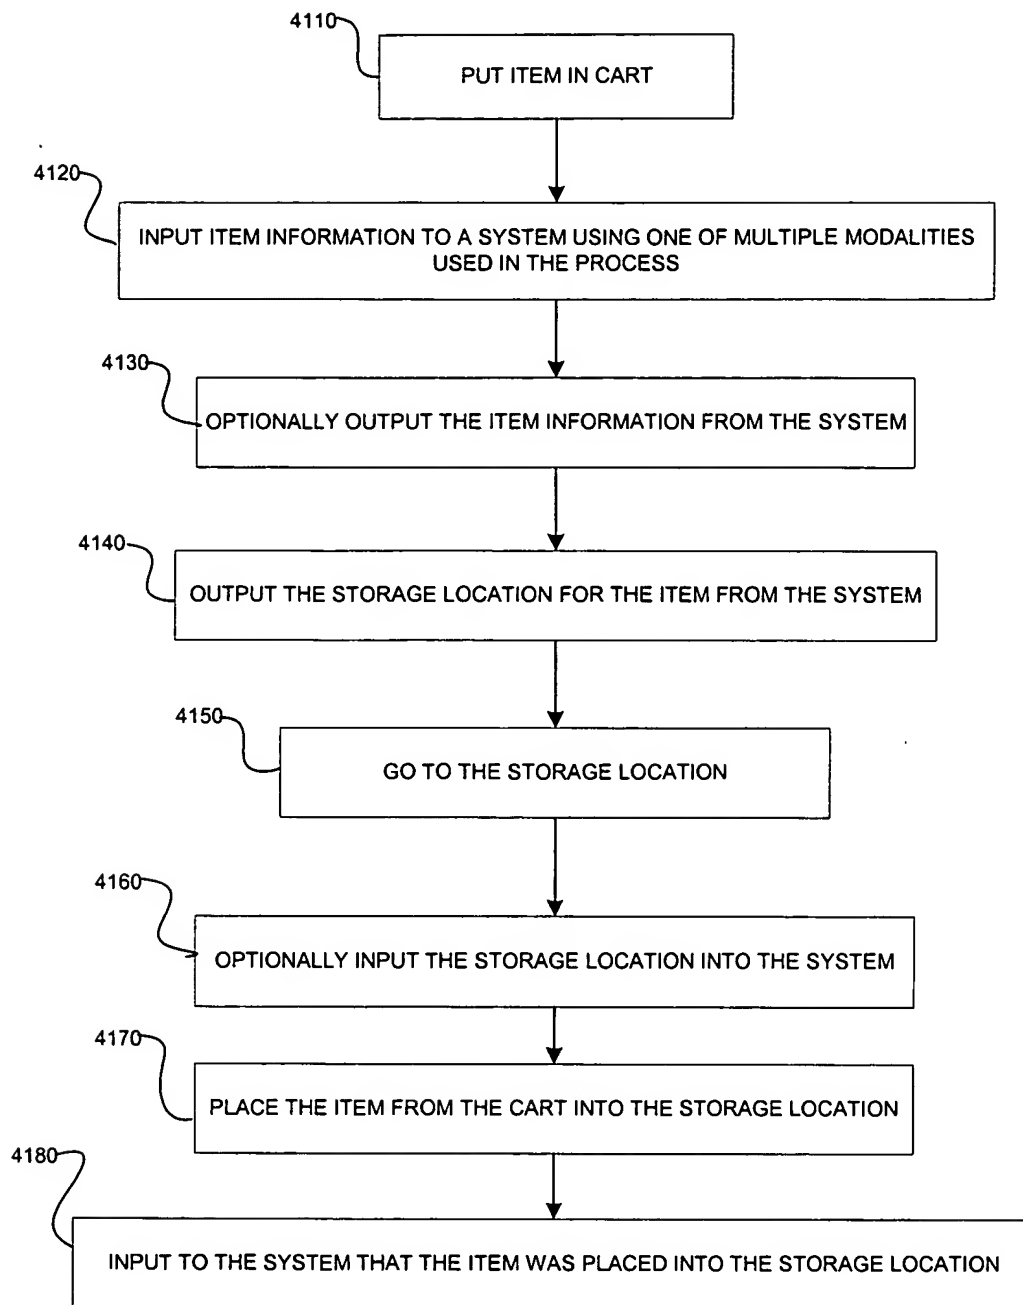 4110
PUT ITEM IN CART
4120
INPUT ITEM INFORMATION TO A SYSTEM USING ONE OF MULTIPLE MODALITIES
USED IN THE PROCESS
4130
OPTIONALLY OUTPUT THE ITEM INFORMATION FROM THE SYSTEM
4140
OUTPUT THE STORAGE LOCATION FOR THE ITEM FROM THE SYSTEM
4150
GO TO THE STORAGE LOCATION
4160
OPTIONALLY INPUT THE STORAGE LOCATION INTO THE SYSTEM
4170
PLACE THE ITEM FROM THE CART INTO THE STORAGE LOCATION
4180
INPUT TO THE SYSTEM THAT THE ITEM WAS PLACED INTO THE STORAGE LOCATION